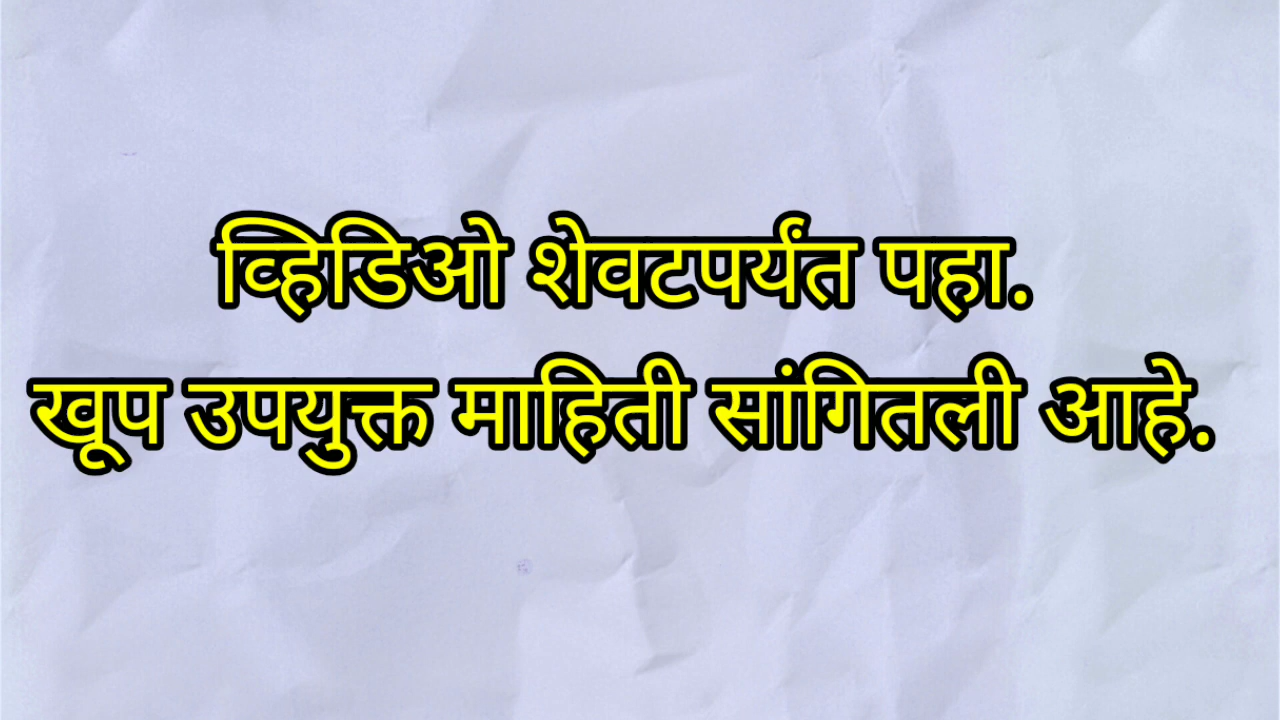 व्हिडिओ शेवटपर्यंत पहा.
खूप उपयुक्त माहिती सांगितली आहे.